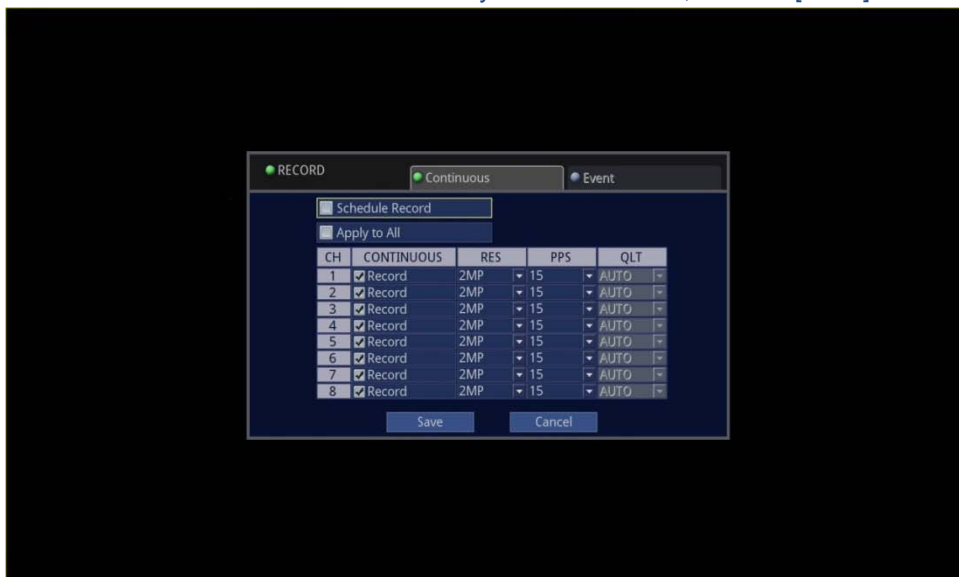 RECORD Continuous Event
Schedule Record
Apply to All
CH CONTINUOUS RES PPS QLT
1 Record 2MP 15 AUTO
2 Record 2MP 15 AUTO
3 Record 2MP 15 AUTO
4 Record 2MP 15 AUTO
5 Record 2MP 15 AUTO
6 Record 2MP 15 AUTO
7 Record 2MP 15 AUTO
8 Record 2MP 15 AUTO
Save Cancel